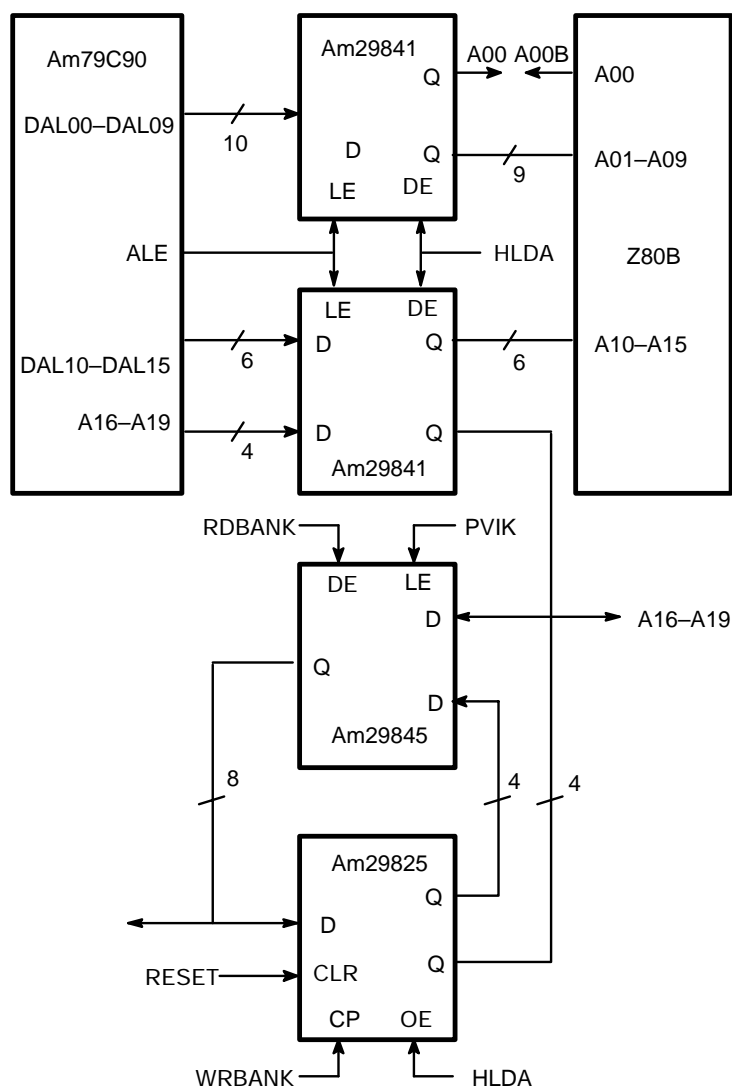 Am79C90
Am29841
Q
A00
A00B
A00
DAL00–DAL09
10
D
Q
9
A01–A09
LE
DE
ALE
HLDA
Z80B
LE
DE
DAL10–DAL15
6
D
Q
6
A10–A15
A16–A19
4
D
Q
Am29841
RDBANK
PVIK
DE
LE
D
A16–A19
Q
D
Am29845
8
4
4
Am29825
Q
D
Q
RESET
CLR
CP
OE
WRBANK
HLDA